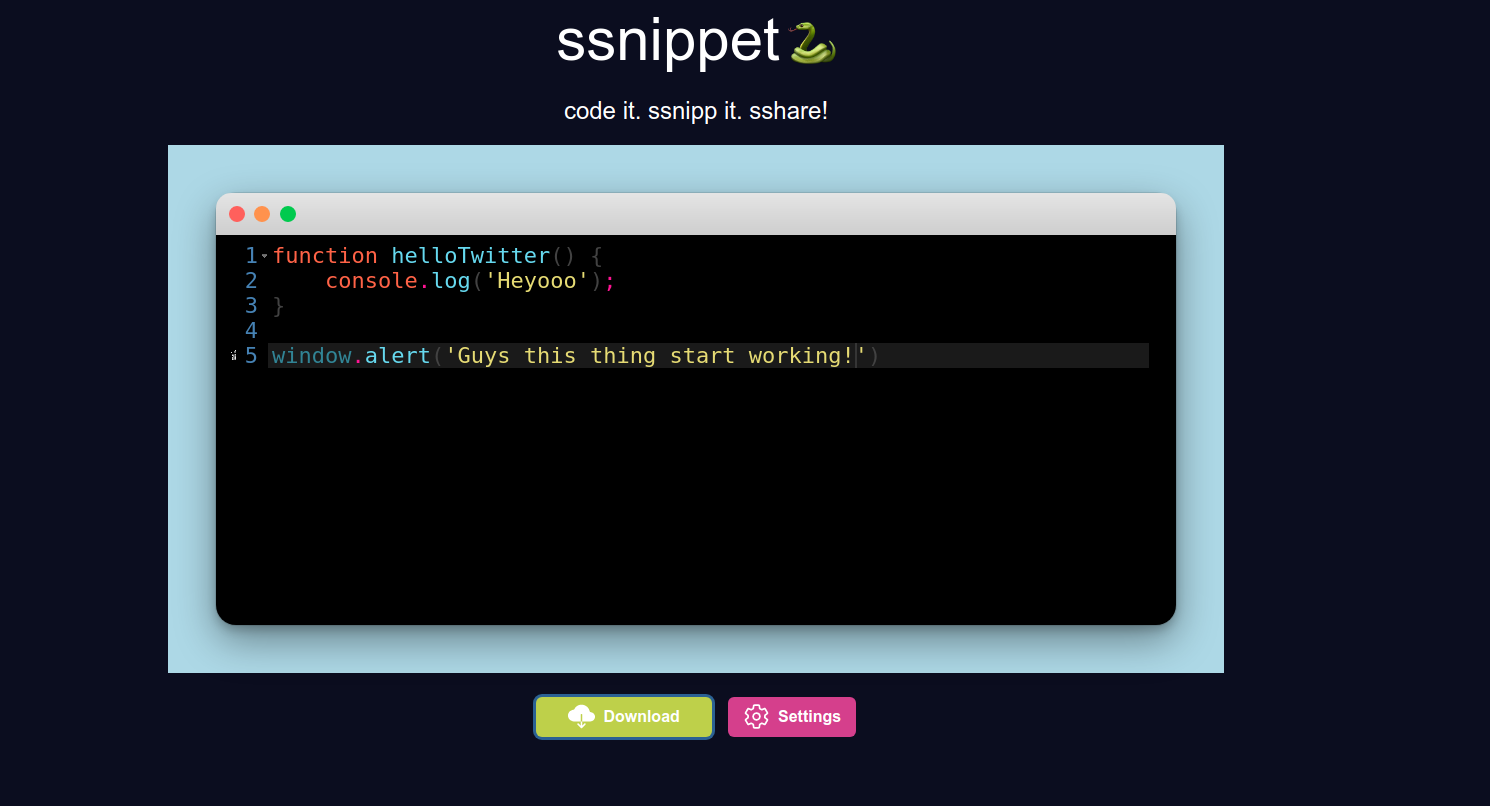 ssnippet🐍
code it. ssnipp it. sshare!
1 function helloTwitter() {
2     console.log('Heyooo');
3 }
4
5 window.alert('Guys this thing start working!')
Download
Settings